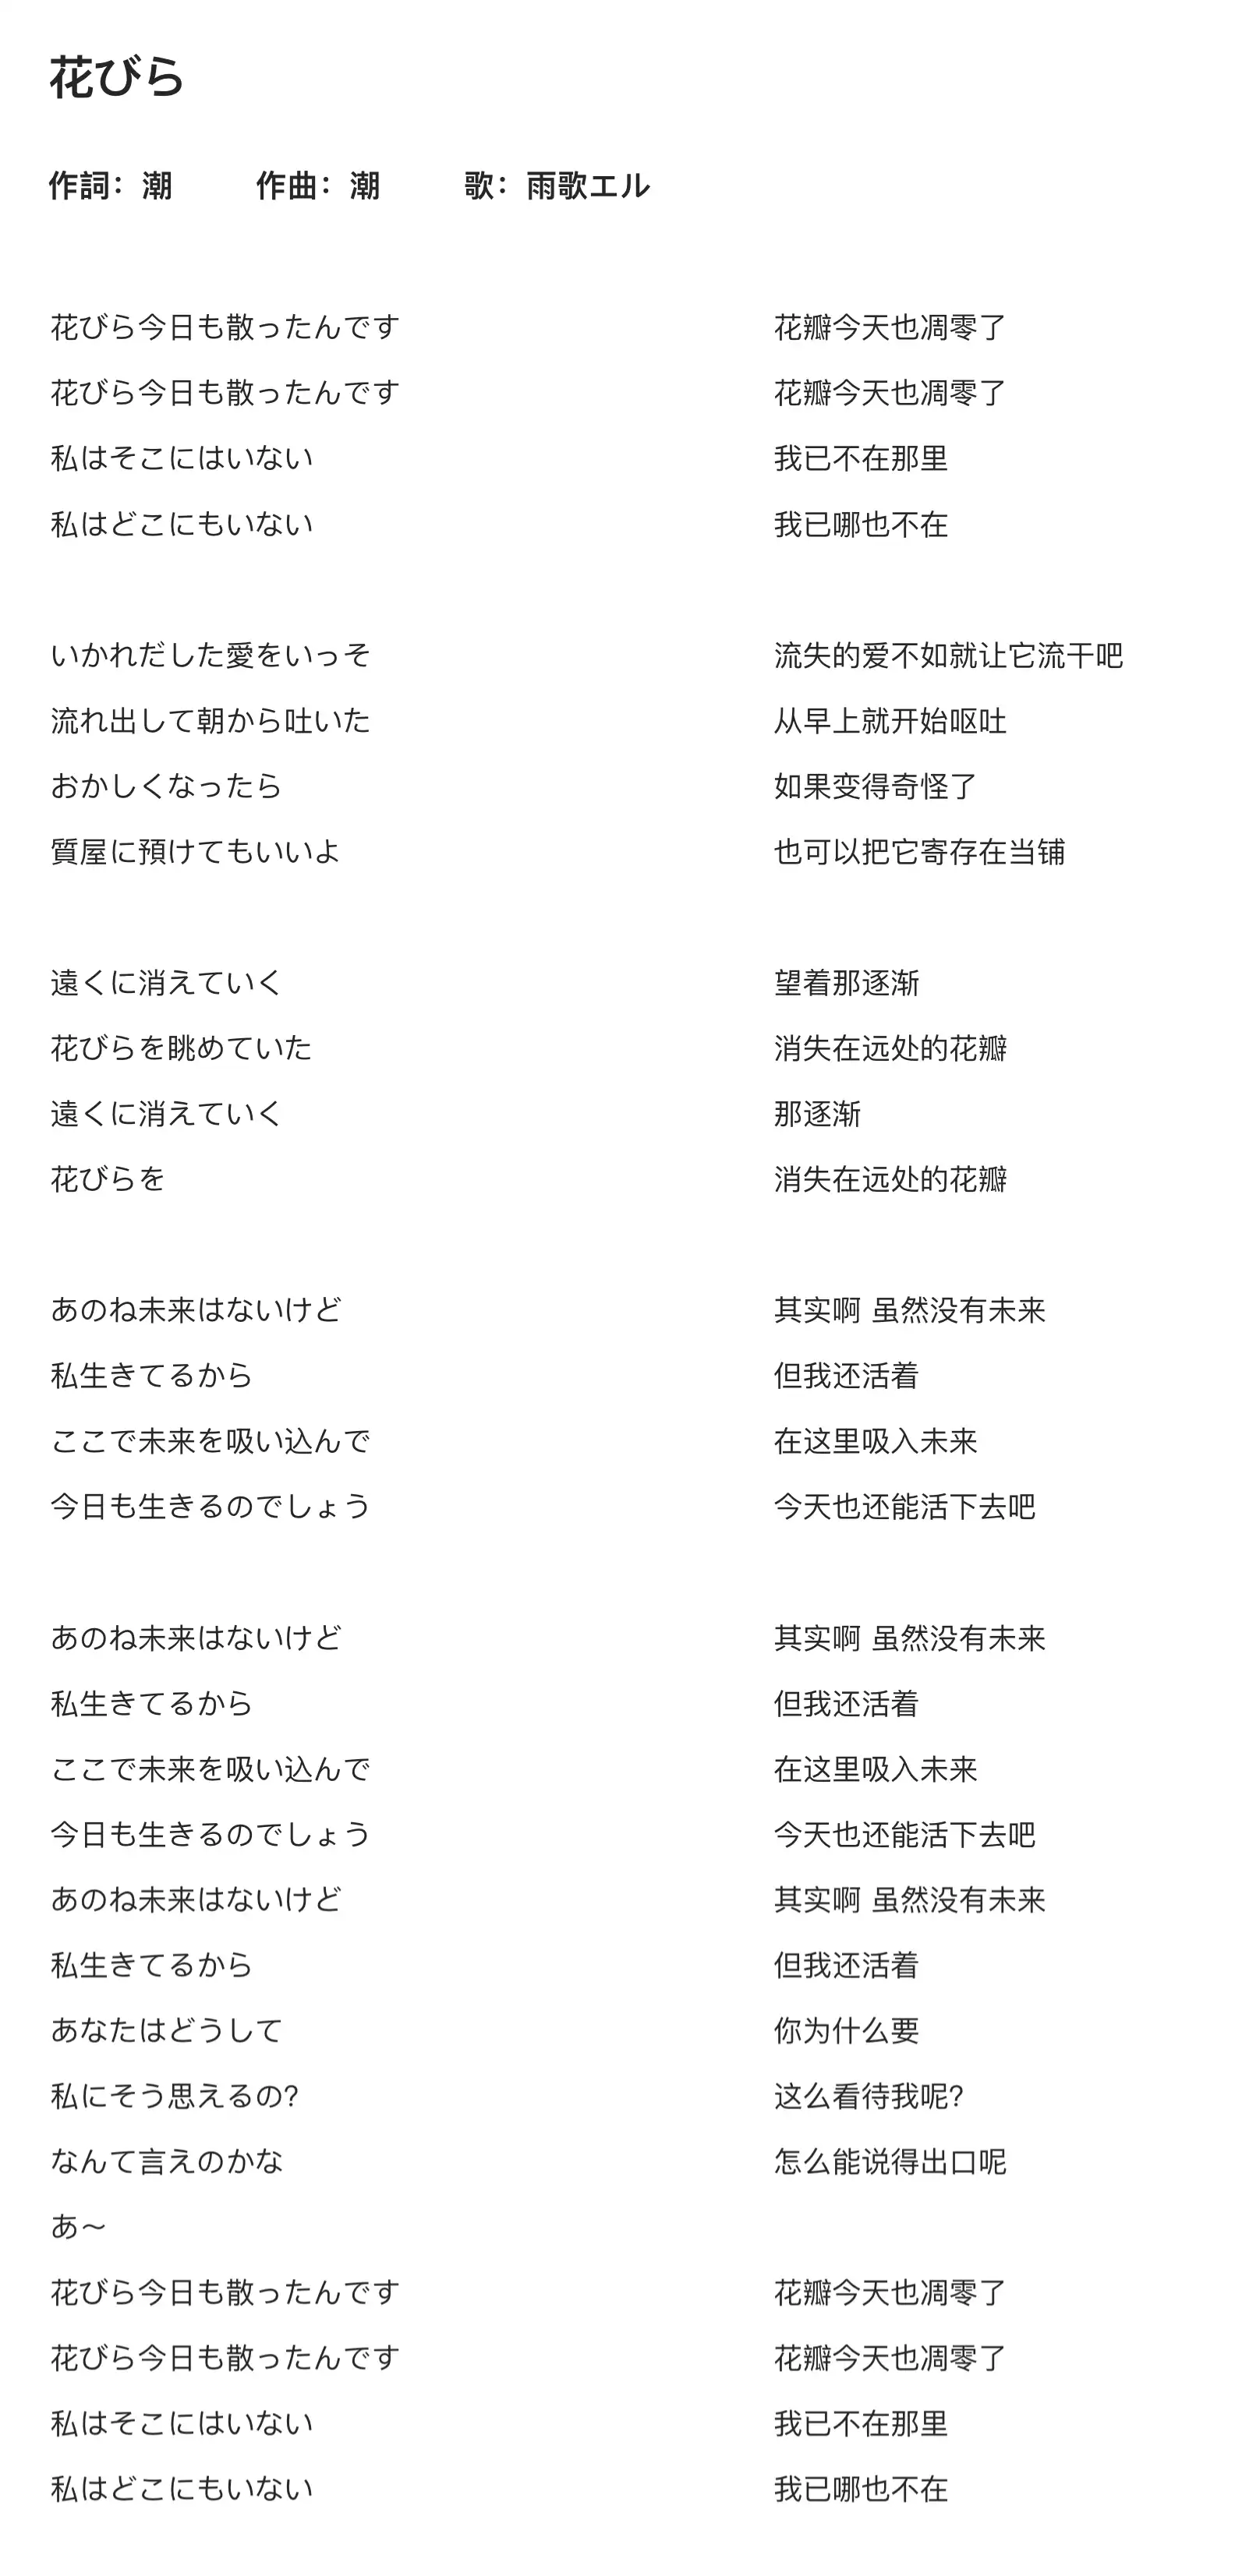 花びら
作詞：潮　作曲：潮　歌：雨歌エル
花びら今日も散ったんです　花瓣今天也凋零了
花びら今日も散ったんです　花瓣今天也凋零了
私はそこにはいない　我已不在那里
私はどこにもいない　我已哪也不在
いかれだした愛をいっそ　流失的爱不如就让它流干吧
流れ出して朝から吐いた　从早上就开始呕吐
おかしくなったら　如果变得奇怪了
質屋に預けてもいいよ　也可以把它寄存在当铺
遠くに消えていく　望着那逐渐
花びらを眺めていた　消失在远处的花瓣
遠くに消えていく　那逐渐
花びらを　消失在远处的花瓣
あのね未来はないけど　其实啊 虽然没有未来
私生きてるから　但我还活着
ここで未来を吸い込んで　在这里吸入未来
今日も生きるのでしょう　今天也还能活下去吧
あのね未来はないけど　其实啊 虽然没有未来
私生きてるから　但我还活着
ここで未来を吸い込んで　在这里吸入未来
今日も生きるのでしょう　今天也还能活下去吧
あのね未来はないけど　其实啊 虽然没有未来
私生きてるから　但我还活着
あなたはどうして　你为什么要
私にそう思えるの?　这么看待我呢?
なんて言えのかな　怎么能说得出口呢
あ〜
花びら今日も散ったんです　花瓣今天也凋零了
花びら今日も散ったんです　花瓣今天也凋零了
私はそこにはいない　我已不在那里
私はどこにもいない　我已哪也不在